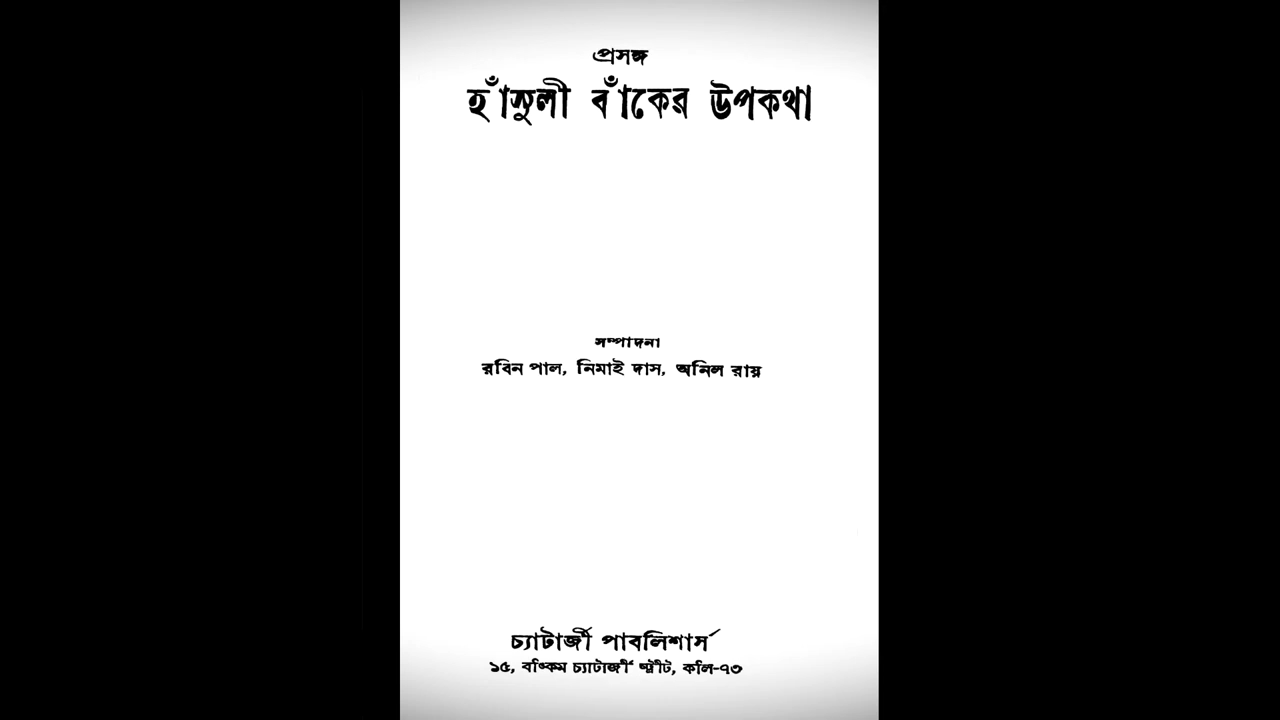 প্রসঙ্গ
হাঁসুলী বাঁকের উপকথা
সম্পাদনা
রবিন পাল, নিমাই দাস, অনিল রায়
চ্যাটার্জী পাবলিশার্স
১৫, বঙ্কিম চ্যাটার্জী স্ট্রীট, কলি-৭৩